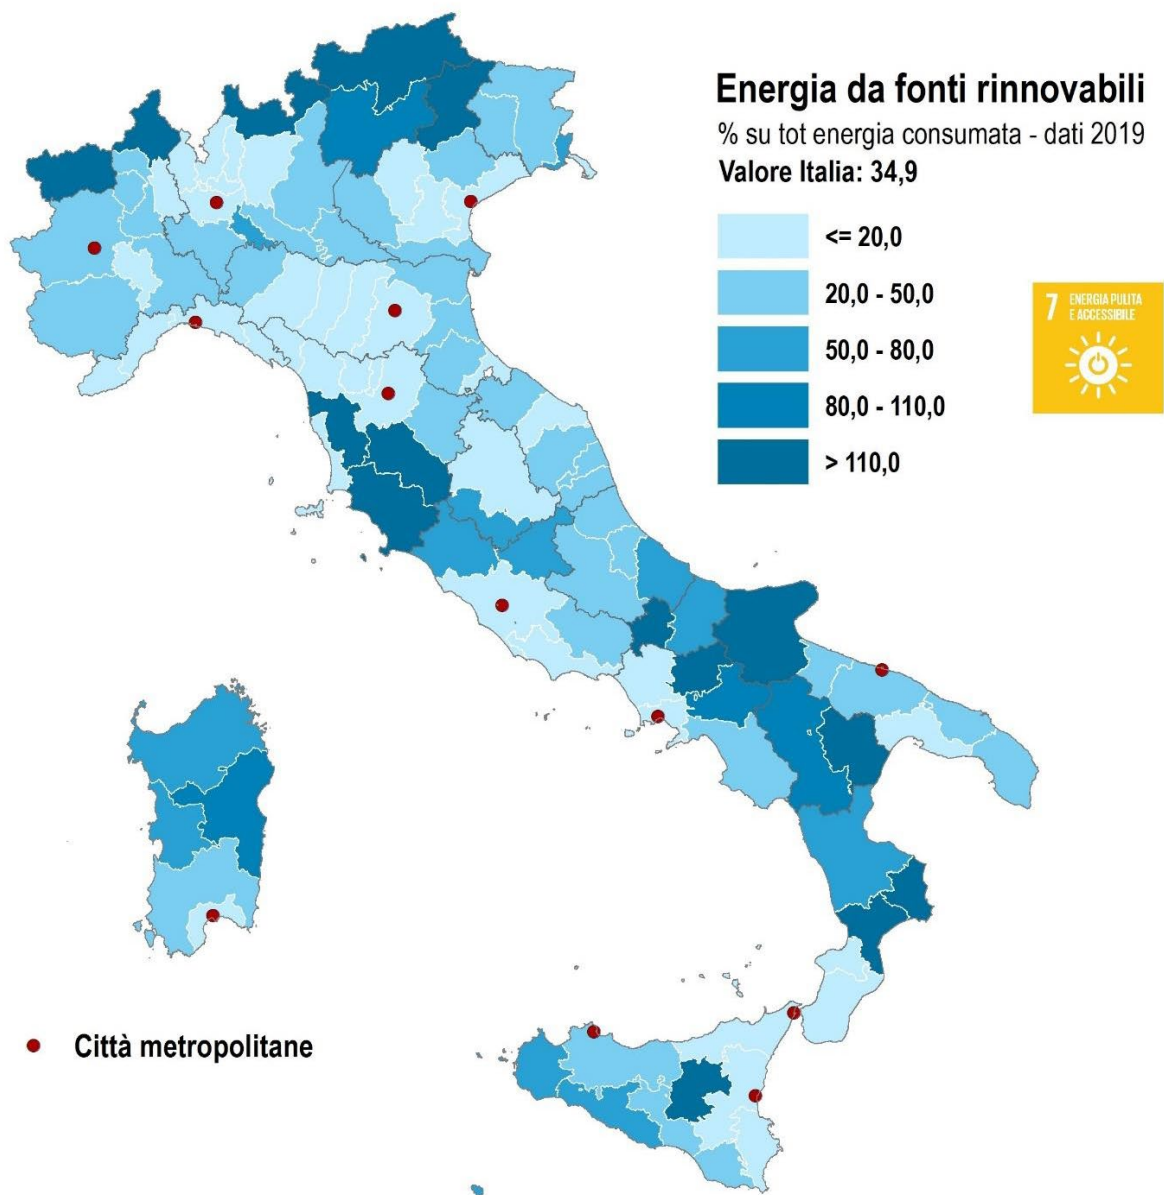 Energia da fonti rinnovabili
% su tot energia consumata - dati 2019
Valore Italia: 34,9
<= 20,0
20,0 - 50,0
50,0 - 80,0
80,0 - 110,0
> 110,0
7 ENERGIA PULITA
E ACCESSIBILE
Città metropolitane